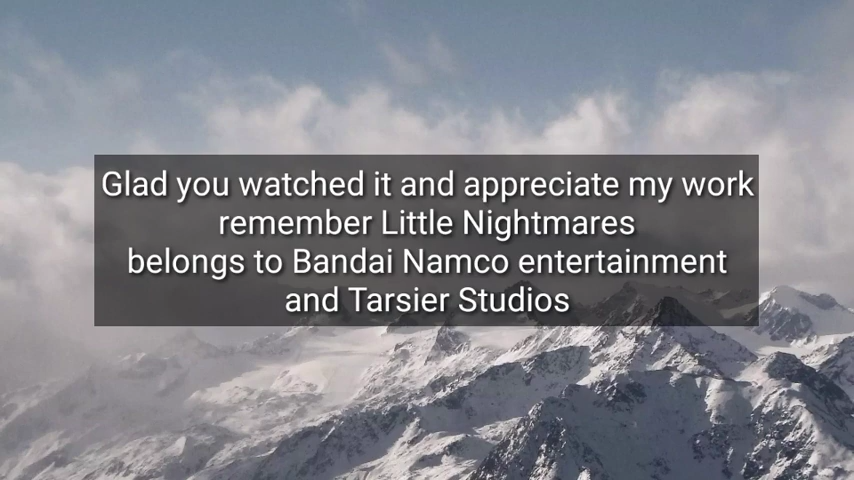 Glad you watched it and appreciate my work
remember Little Nightmares
belongs to Bandai Namco entertainment
and Tarsier Studios